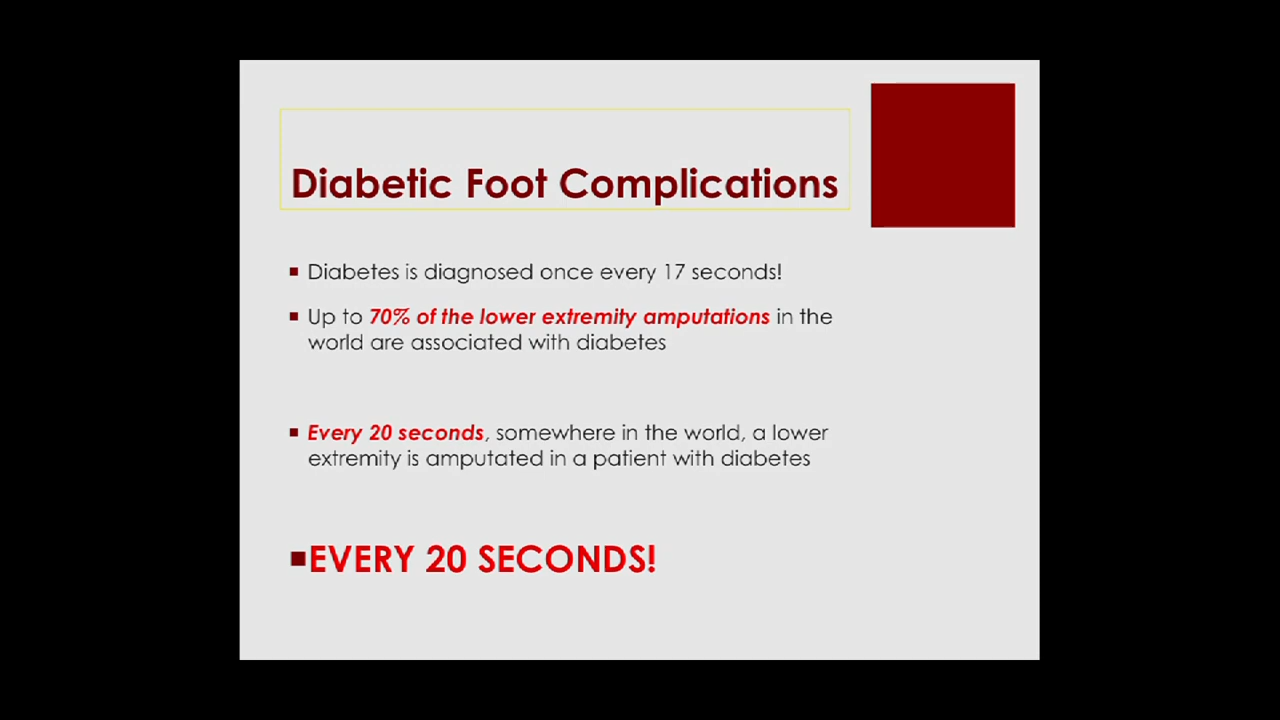 Diabetic Foot Complications
Diabetes is diagnosed once every 17 seconds!
Up to 70% of the lower extremity amputations in the
world are associated with diabetes
Every 20 seconds, somewhere in the world, a lower
extremity is amputated in a patient with diabetes
EVERY 20 SECONDS!